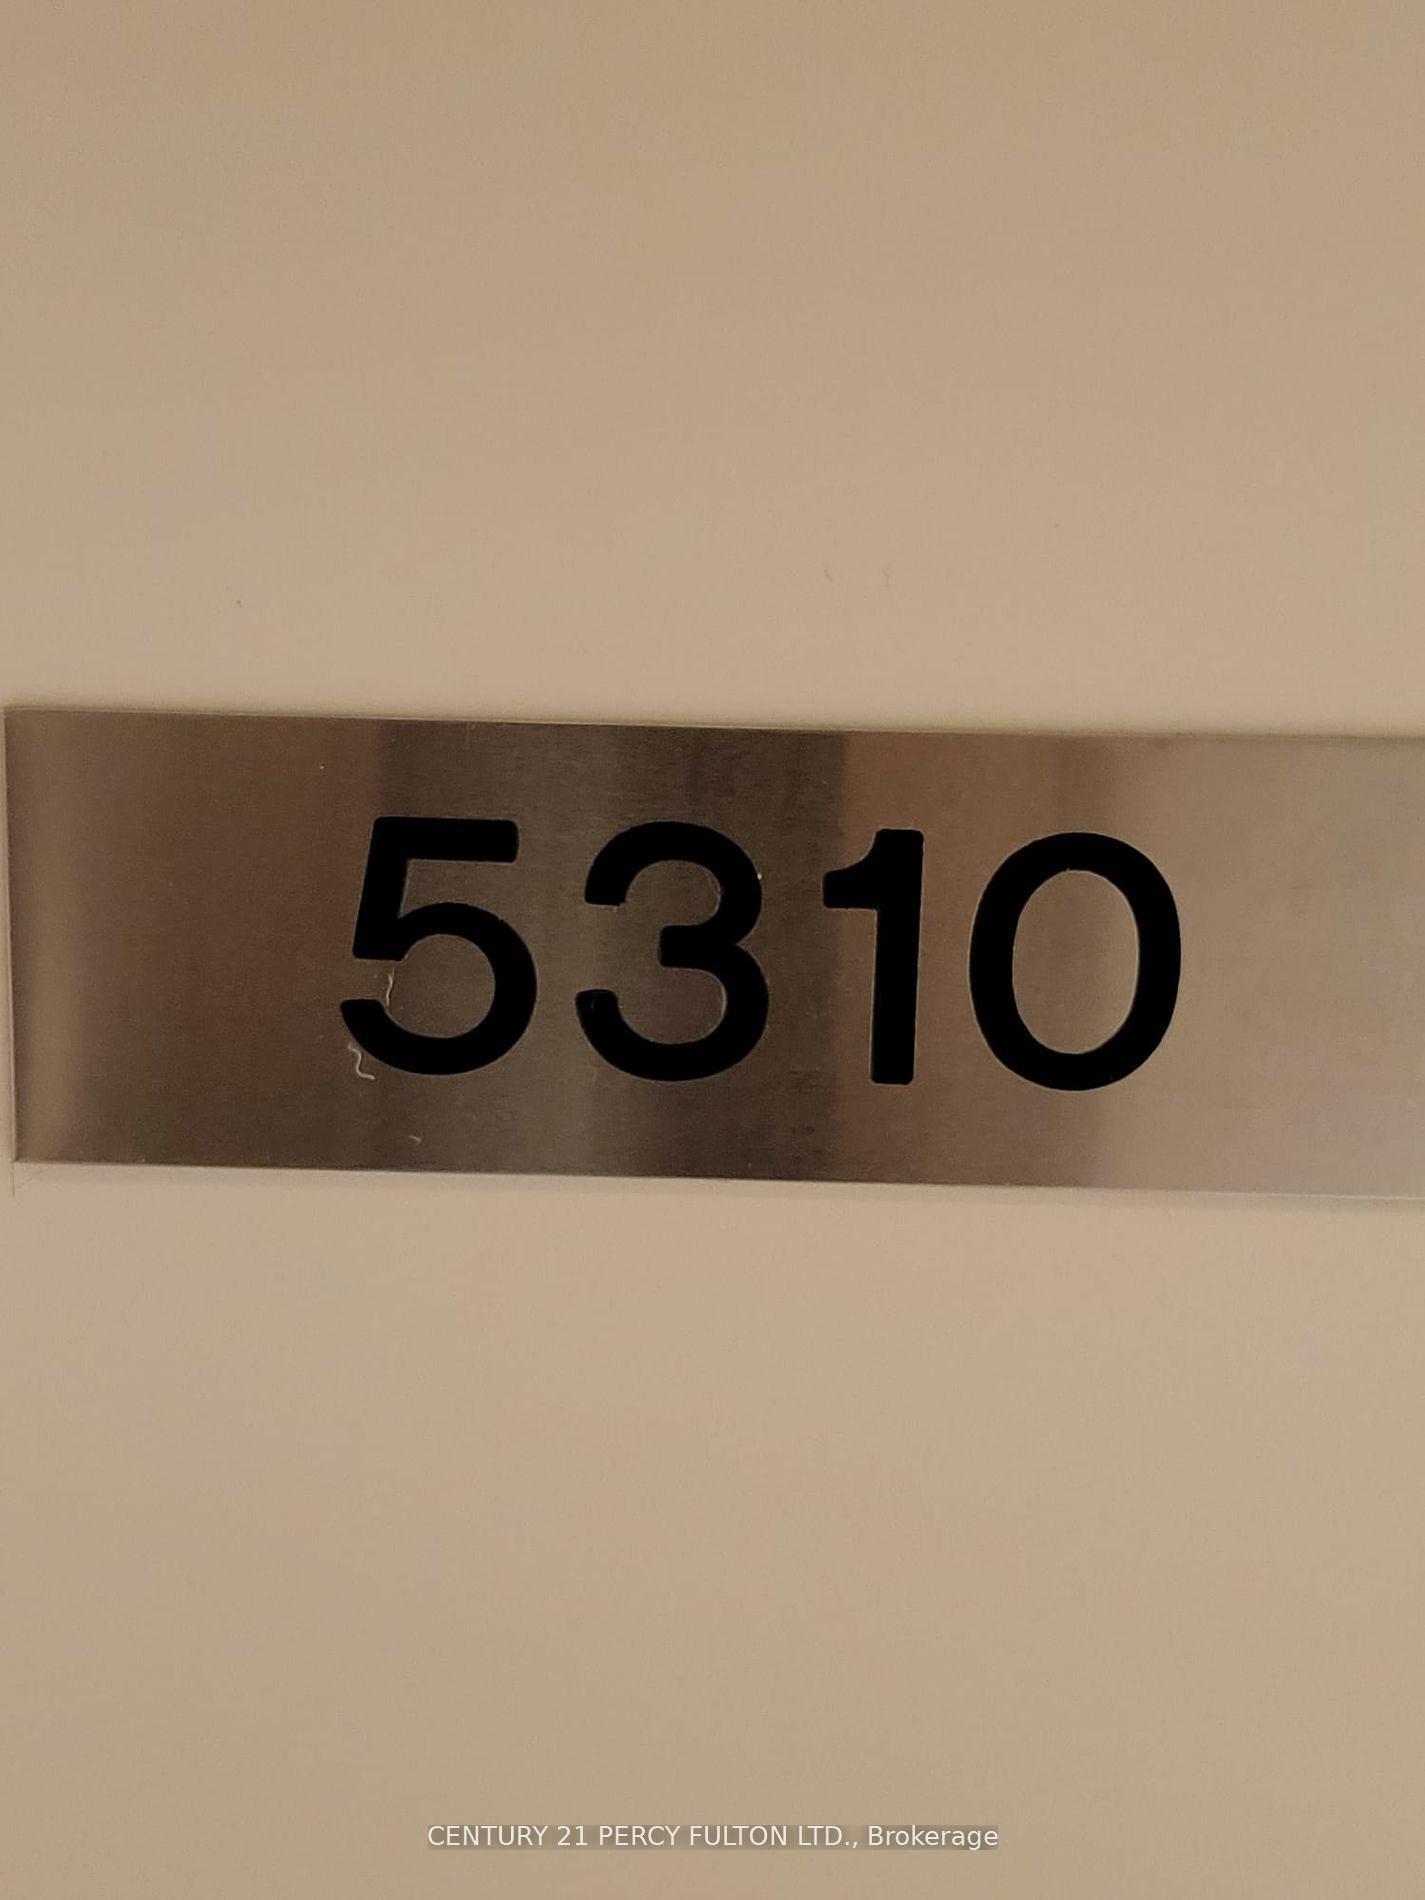 5310
CENTURY 21 PERCY FULTON LTD., Brokerage